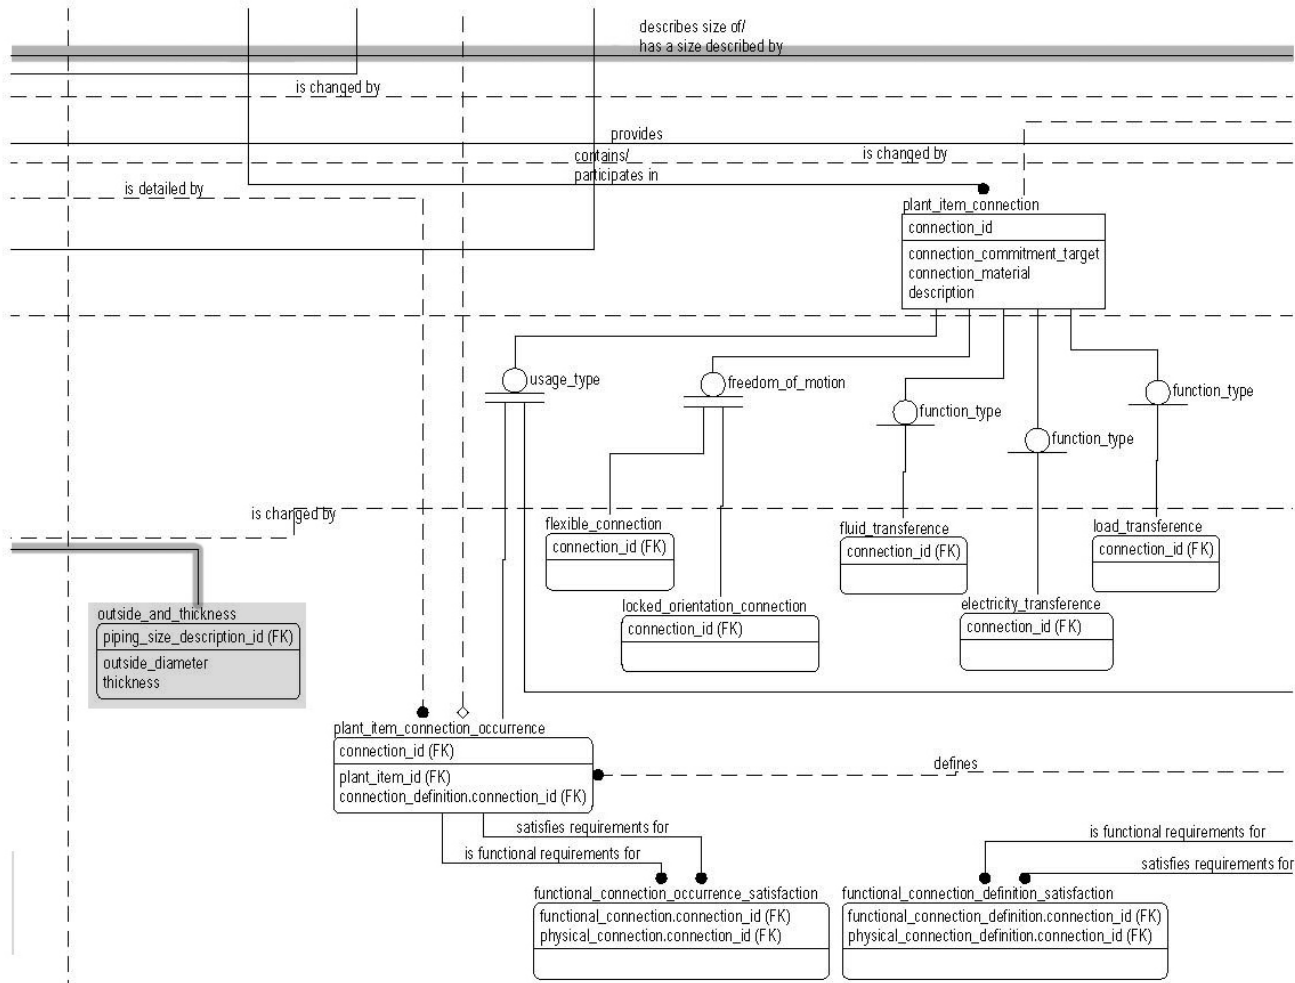 describes size of/
has a size described by
is changed by
provides
contains/
is changed by
participates in
is detailed by
plant_item_connection
connection_id
connection_commitment_target
connection_material
description
usage_type
freedom_of_motion
function_type
function_type
function_type
is changed by
flexible_connection
connection_id (FK)
fluid_transference
connection_id (FK)
load_transference
connection_id (FK)
locked_orientation_connection
connection_id (FK)
electricity_transference
connection_id (FK)
outside_and_thickness
piping_size_description_id (FK)
outside_diameter
thickness
plant_item_connection_occurrence
connection_id (FK)
plant_item_id (FK)
connection_definition.connection_id (FK)
defines
satisfies requirements for
is functional requirements for
is functional requirements for
satisfies requirements for
functional_connection_occurrence_satisfaction
functional_connection.connection_id (FK)
physical_connection.connection_id (FK)
functional_connection_definition_satisfaction
functional_connection_definition.connection_id (FK)
physical_connection_definition.connection_id (FK)